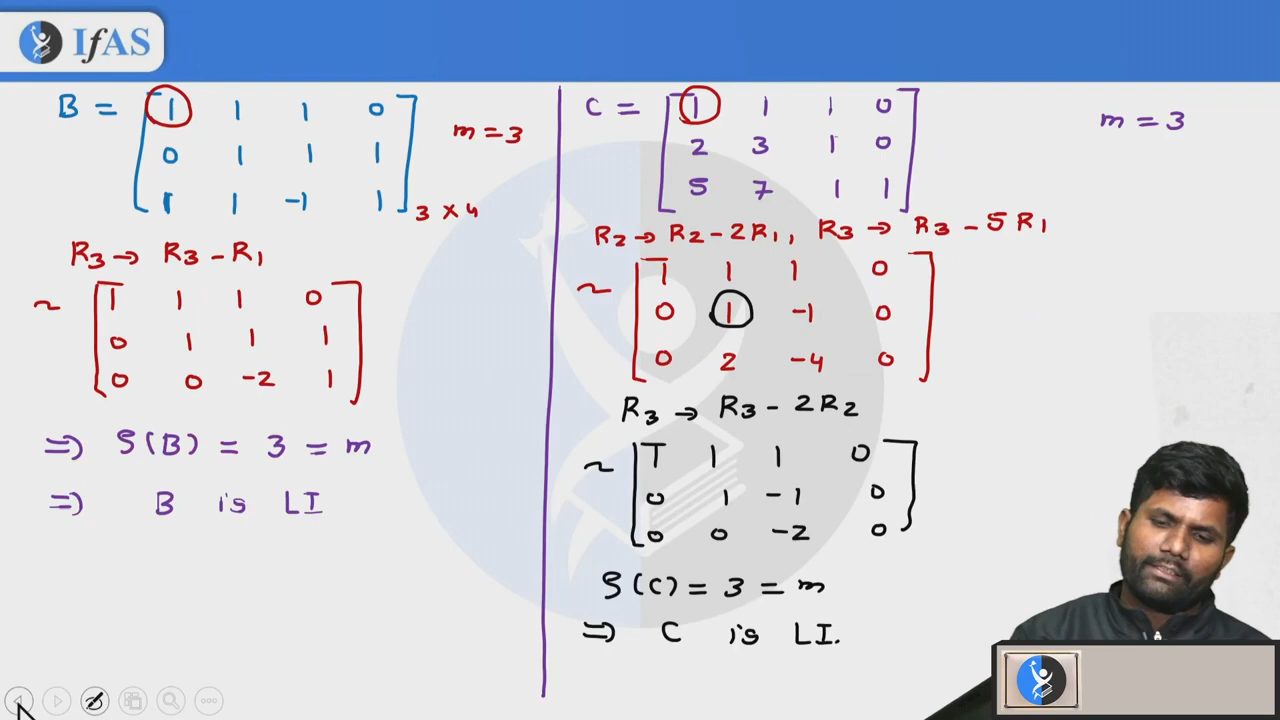 IfAS
B = [ 1 1 1 0
0 1 1 1
1 1 -1 1 ] 3 × 4
m = 3
R3 → R3 - R1
~ [ 1 1 1 0
0 1 1 1
0 0 -2 1 ]
⇒ ρ(B) = 3 = m
⇒ B is LI
C = [ 1 1 1 0
2 3 1 0
5 7 1 1 ]
m = 3
R2 → R2 - 2R1, R3 → R3 - 5R1
~ [ 1 1 1 0
0 1 -1 0
0 2 -4 0 ]
R3 → R3 - 2R2
~ [ 1 1 1 0
0 1 -1 0
0 0 -2 0 ]
ρ(C) = 3 = m
⇒ C is LI.